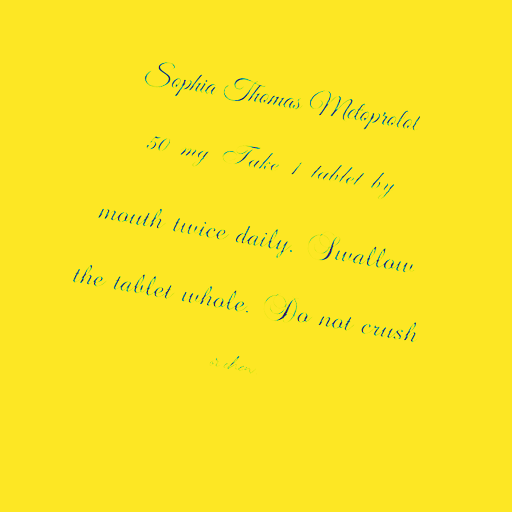 Sophia Thomas Metoprolol
50 mg Take 1 tablet by
mouth twice daily. Swallow
the tablet whole. Do not crush